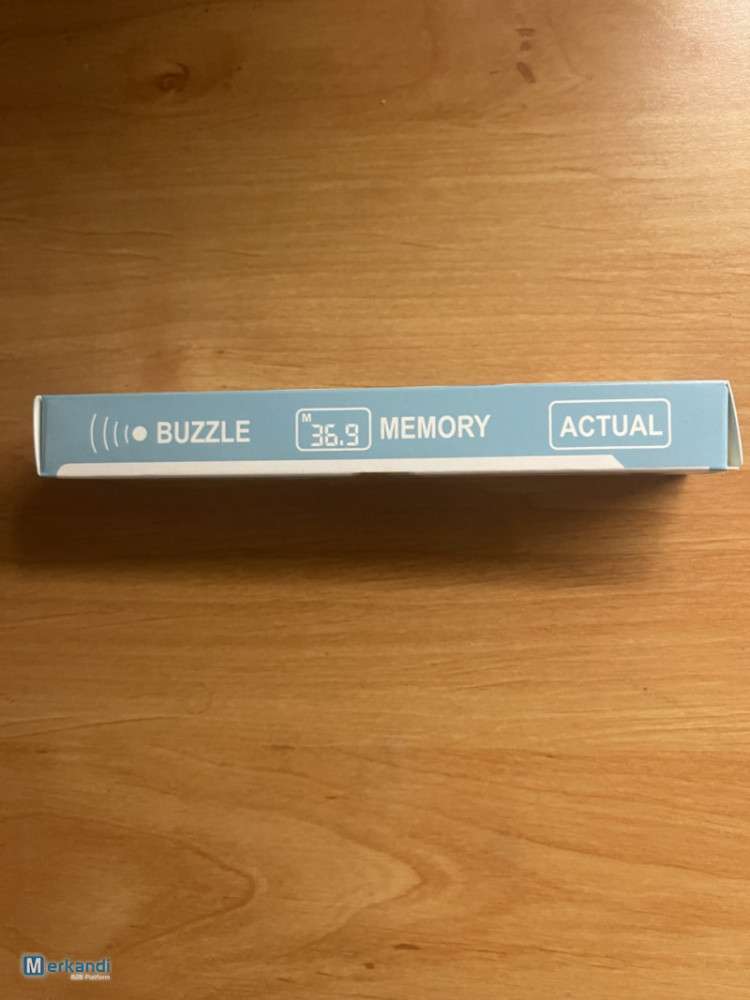 BUZZLE M 36.9 MEMORY ACTUAL
Merkandi
B2B Platform